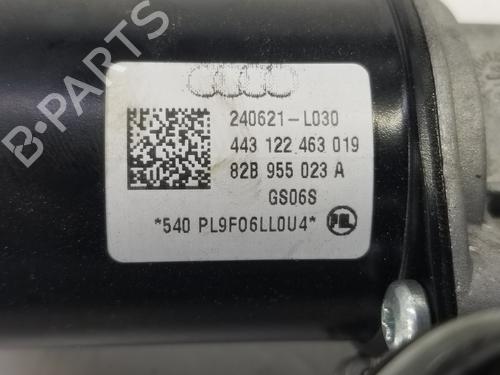 240621-L030
443 122 463 019
82B 955 023 A
GS06S
*540 PL9F06LL0U4*
B-PARTS